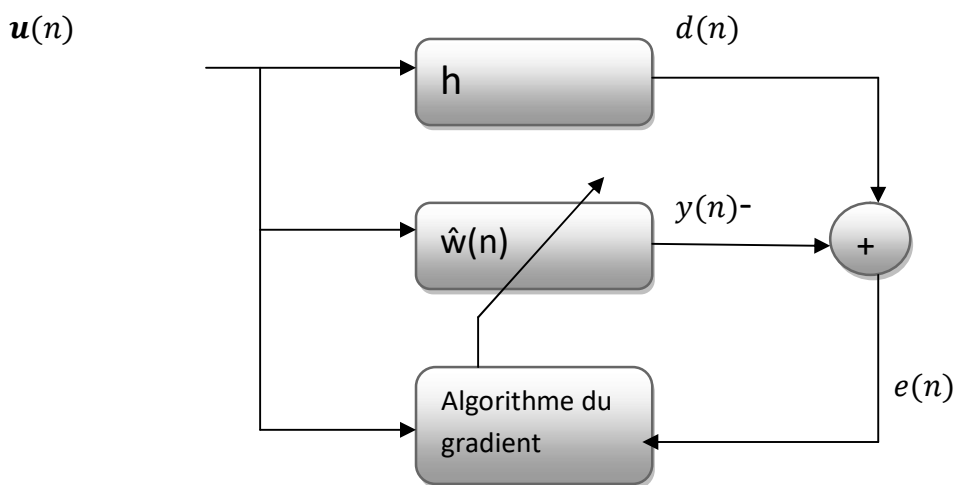 u(n)
d(n)
h
y(n)-
ŵ(n)
+
e(n)
Algorithme du
gradient